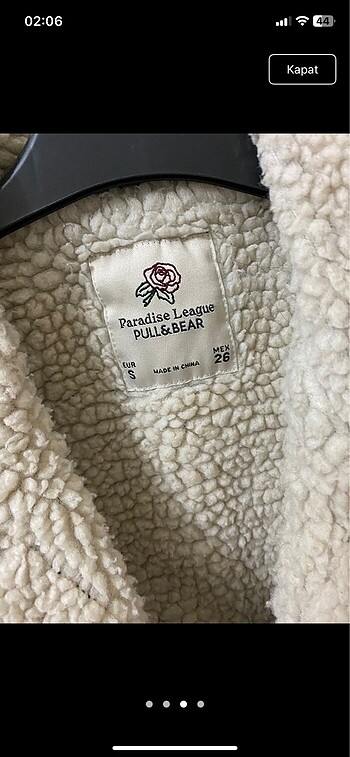 02:06
44
Kapat
Paradise League
PULL&BEAR
EUR
S
MADE IN CHINA
MEX
26